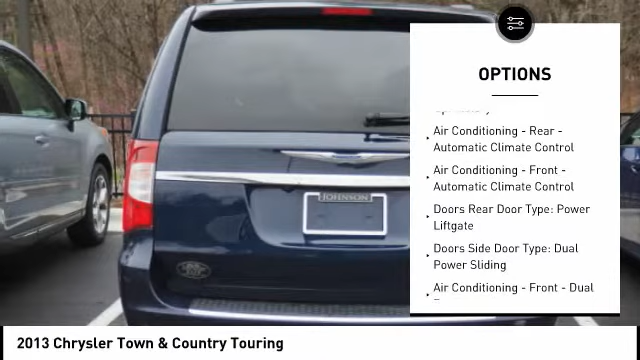 OPTIONS
Air Conditioning - Rear -
Automatic Climate Control
Air Conditioning - Front -
Automatic Climate Control
Doors Rear Door Type: Power
Liftgate
Doors Side Door Type: Dual
Power Sliding
Air Conditioning - Front - Dual
JOHNSON
2013 Chrysler Town & Country Touring